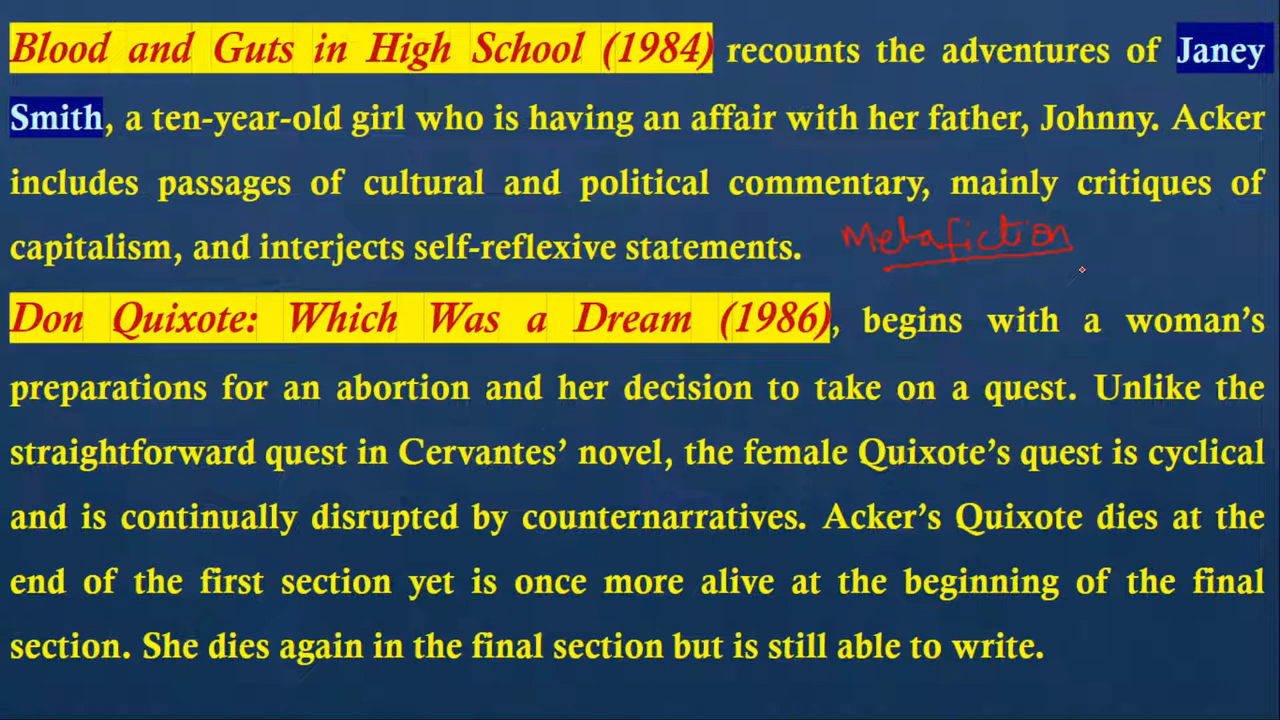 Blood and Guts in High School (1984) recounts the adventures of Janey
Smith, a ten-year-old girl who is having an affair with her father, Johnny. Acker
includes passages of cultural and political commentary, mainly critiques of
capitalism, and interjects self-reflexive statements. Metafiction
Don Quixote: Which Was a Dream (1986), begins with a woman’s
preparations for an abortion and her decision to take on a quest. Unlike the
straightforward quest in Cervantes’ novel, the female Quixote’s quest is cyclical
and is continually disrupted by counternarratives. Acker’s Quixote dies at the
end of the first section yet is once more alive at the beginning of the final
section. She dies again in the final section but is still able to write.